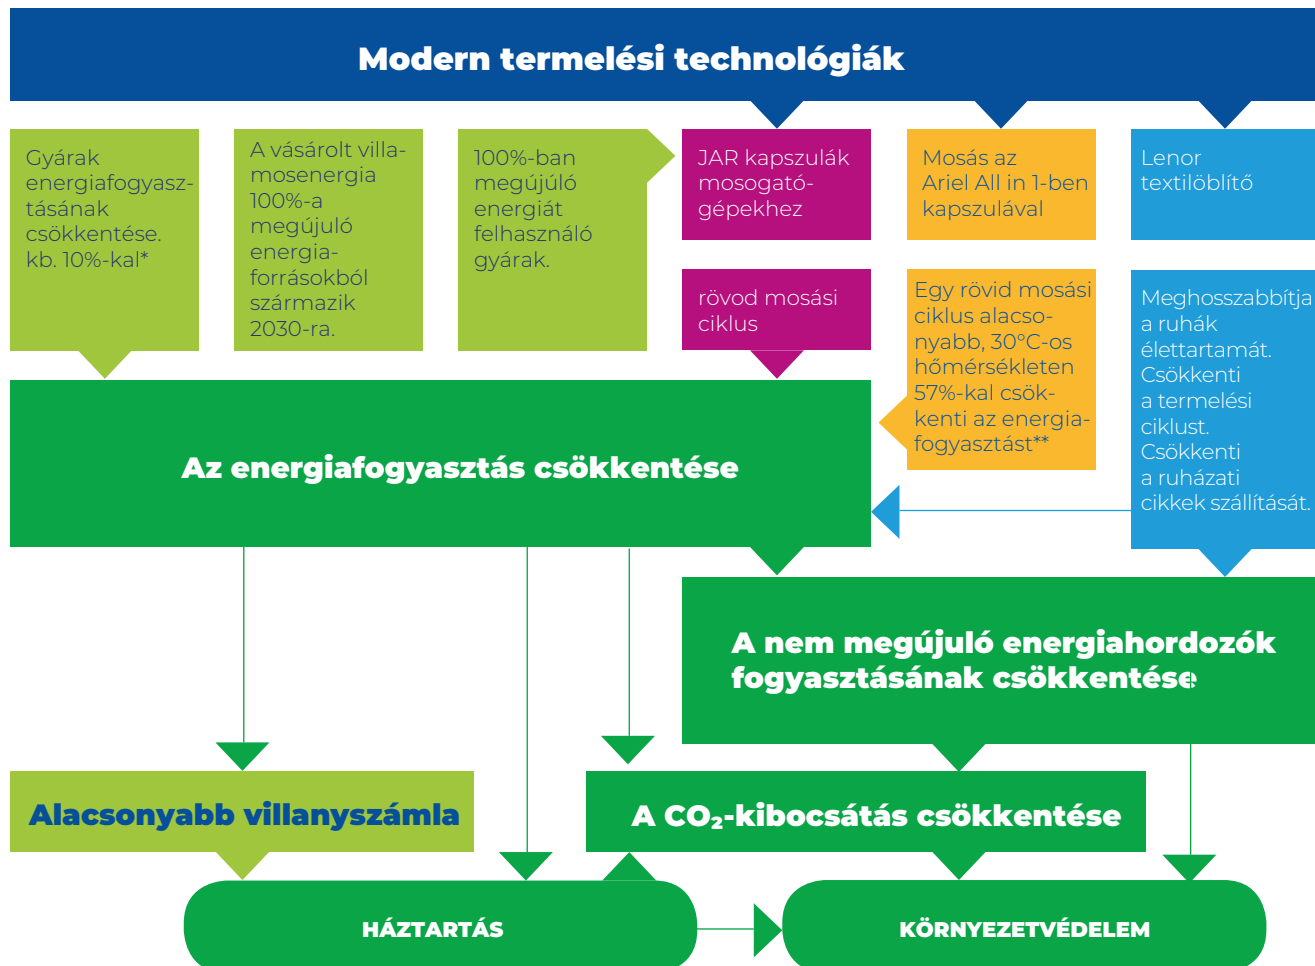 Modern termelési technológiák
Gyárak
energiafogyasz-
tásának
csökkentése.
kb. 10%-kal*
A vásárolt villa-
mosenergia
100%-a
megújuló
energia-
forrásokból
származik
2030-ra.
100%-ban
megújúló
energiát
felhasználó
gyárak.
JAR kapszulák
mosogató-
gépekhez
Mosás az
Ariel All in 1-ben
kapszulával
Lenor
textilöblítő
rövod mosási
ciklus
Egy rövid mosási
ciklus alacso-
nyabb, 30°C-os
hőmérsékleten
57%-kal csök-
kenti az energia-
fogyasztást**
Meghosszabbítja
a ruhák
élettartamát.
Csökkenti
a termelési
ciklust.
Csökkenti
a ruházati
cikkek szállítását.
Az energiafogyasztás csökkentése
A nem megújuló energiahordozók
fogyasztásának csökkentése
Alacsonyabb villanyszámla
A CO₂-kibocsátás csökkentése
HÁZTARTÁS
KÖRNYEZETVÉDELEM